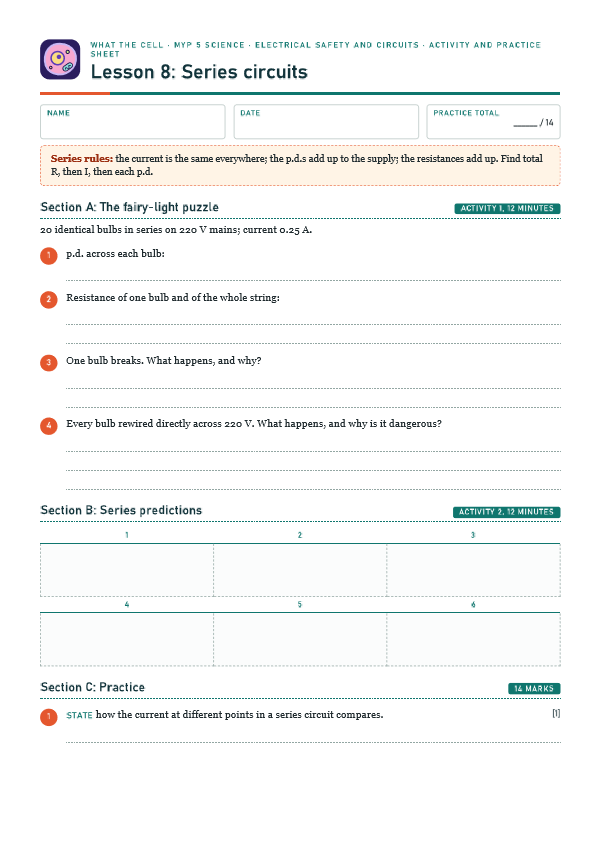 WHAT THE CELL · MYP 5 SCIENCE · ELECTRICAL SAFETY AND CIRCUITS · ACTIVITY AND PRACTICE
SHEET
Lesson 8: Series circuits
NAME
DATE
PRACTICE TOTAL
_____ / 14
Series rules: the current is the same everywhere; the p.d.s add up to the supply; the resistances add up. Find total
R, then I, then each p.d.
Section A: The fairy-light puzzle
ACTIVITY 1, 12 MINUTES
20 identical bulbs in series on 220 V mains; current 0.25 A.
1 p.d. across each bulb:
2 Resistance of one bulb and of the whole string:
3 One bulb breaks. What happens, and why?
4 Every bulb rewired directly across 220 V. What happens, and why is it dangerous?
Section B: Series predictions
ACTIVITY 2, 12 MINUTES
1 2 3
4 5 6
Section C: Practice
14 MARKS
1 STATE how the current at different points in a series circuit compares. [1]